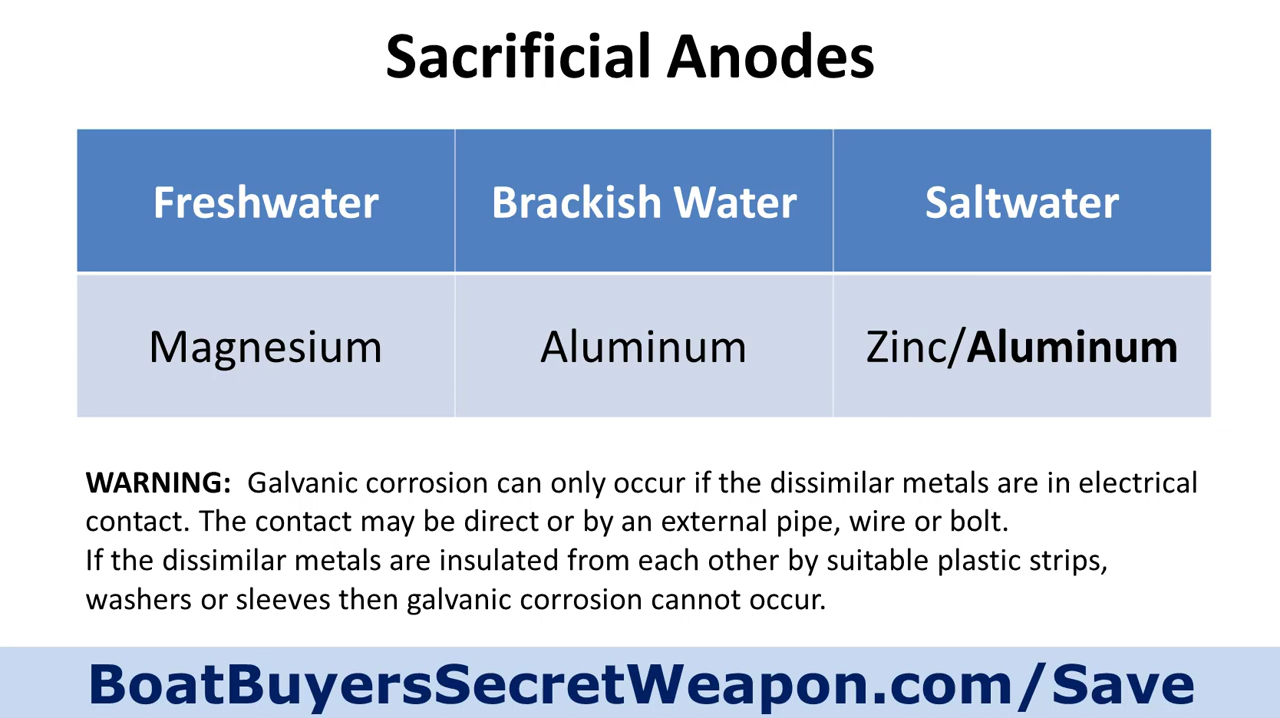 Sacrificial Anodes
Freshwater
Brackish Water
Saltwater
Magnesium
Aluminum
Zinc/Aluminum
WARNING:  Galvanic corrosion can only occur if the dissimilar metals are in electrical
contact. The contact may be direct or by an external pipe, wire or bolt.
If the dissimilar metals are insulated from each other by suitable plastic strips,
washers or sleeves then galvanic corrosion cannot occur.
BoatBuyersSecretWeapon.com/Save